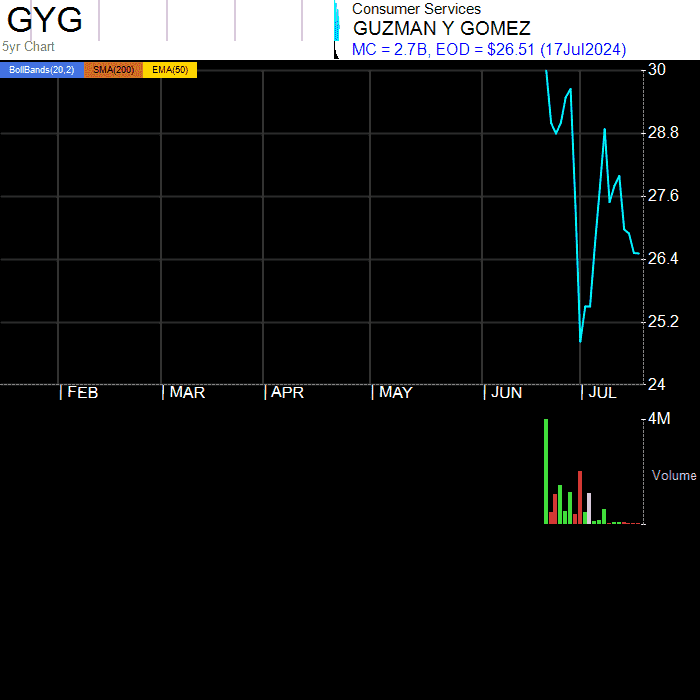 GYG
5yr Chart
Consumer Services
GUZMAN Y GOMEZ
MC = 2.7B, EOD = $26.51 (17Jul2024)
BollBands(20,2) SMA(200) EMA(50)
30
28.8
27.6
26.4
25.2
24
FEB MAR APR MAY JUN JUL
4M
Volume